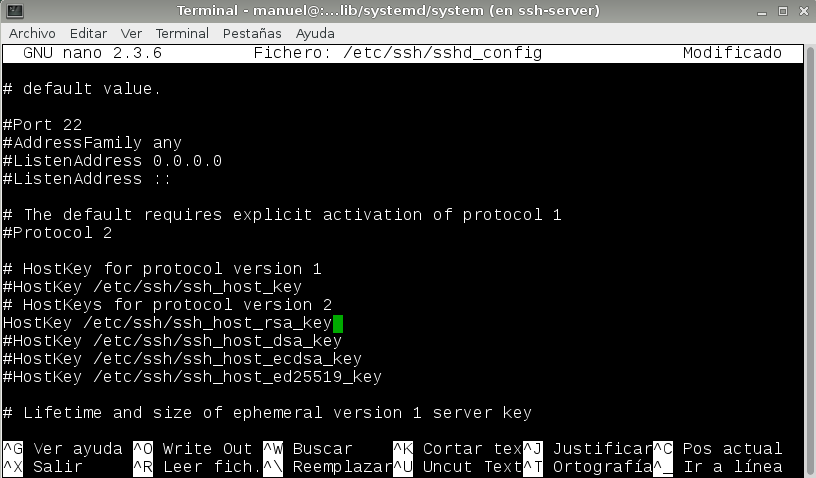 Terminal - manuel@:...lib/systemd/system (en ssh-server)
Archivo Editar Ver Terminal Pestañas Ayuda
GNU nano 2.3.6 Fichero: /etc/ssh/sshd_config Modificado
# default value.
#Port 22
#AddressFamily any
#ListenAddress 0.0.0.0
#ListenAddress ::
# The default requires explicit activation of protocol 1
#Protocol 2
# HostKey for protocol version 1
#HostKey /etc/ssh/ssh_host_key
# HostKeys for protocol version 2
HostKey /etc/ssh/ssh_host_rsa_key
#HostKey /etc/ssh/ssh_host_dsa_key
#HostKey /etc/ssh/ssh_host_ecdsa_key
#HostKey /etc/ssh/ssh_host_ed25519_key
# Lifetime and size of ephemeral version 1 server key
^G Ver ayuda ^O Write Out ^W Buscar ^K Cortar tex^J Justificar^C Pos actual
^X Salir ^R Leer fich.^\ Reemplazar^U Uncut Text^T Ortografía^_ Ir a línea